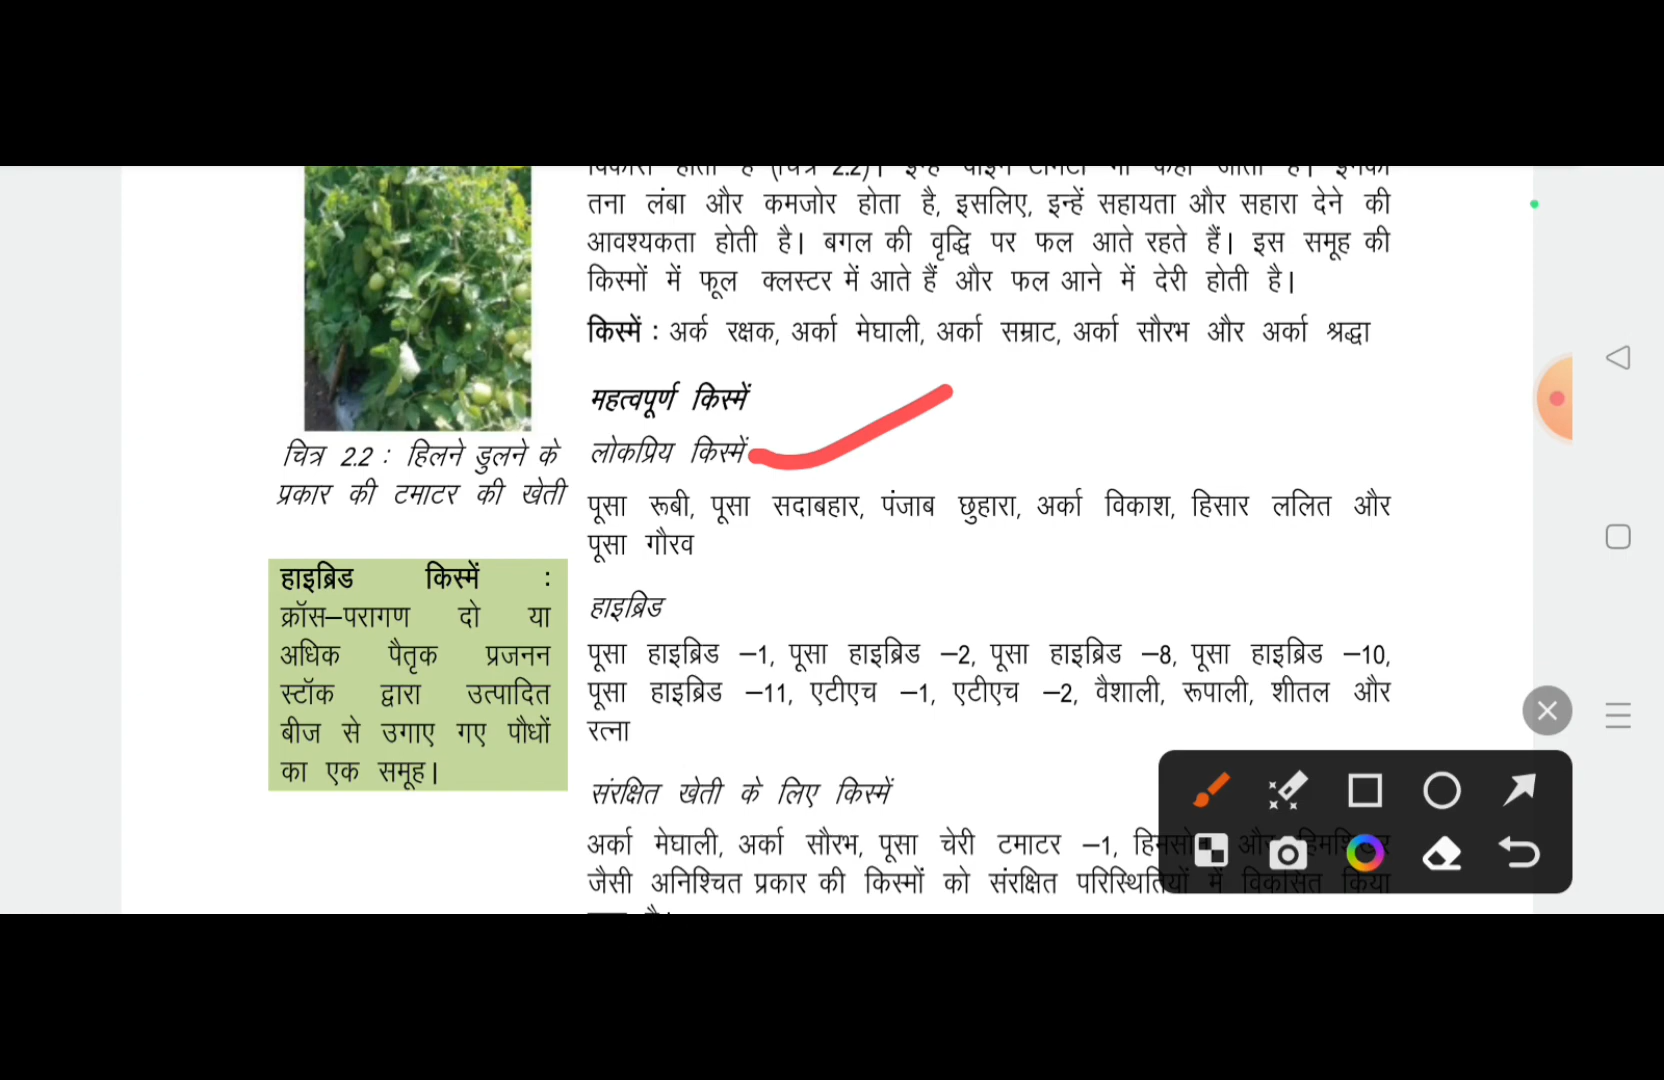 तना लंबा और कमजोर होता है, इसलिए, इन्हें सहायता और सहारा देने की
आवश्यकता होती है। बगल की वृद्धि पर फल आते रहते हैं। इस समूह की
किस्मों में फूल क्लस्टर में आते हैं और फल आने में देरी होती है।
किस्में : अर्क रक्षक, अर्का मेघाली, अर्का सम्राट, अर्का सौरभ और अर्का श्रद्धा
महत्वपूर्ण किस्में
लोकप्रिय किस्में
पूसा रूबी, पूसा सदाबहार, पंजाब छुहारा, अर्का विकाश, हिसार ललित और
पूसा गौरव
हाइब्रिड
पूसा हाइब्रिड –1, पूसा हाइब्रिड –2, पूसा हाइब्रिड –8, पूसा हाइब्रिड –10,
पूसा हाइब्रिड –11, एटीएच –1, एटीएच –2, वैशाली, रूपाली, शीतल और
रत्ना
संरक्षित खेती के लिए किस्में
अर्का मेघाली, अर्का सौरभ, पूसा चेरी टमाटर –1,
जैसी अनिश्चित प्रकार की किस्मों को संरक्षित परिस्थितियों में विकसित किया
चित्र 2.2 : हिलने डुलने के
प्रकार की टमाटर की खेती
हाइब्रिड किस्में :
क्रॉस–परागण दो या
अधिक पैतृक प्रजनन
स्टॉक द्वारा उत्पादित
बीज से उगाए गए पौधों
का एक समूह।